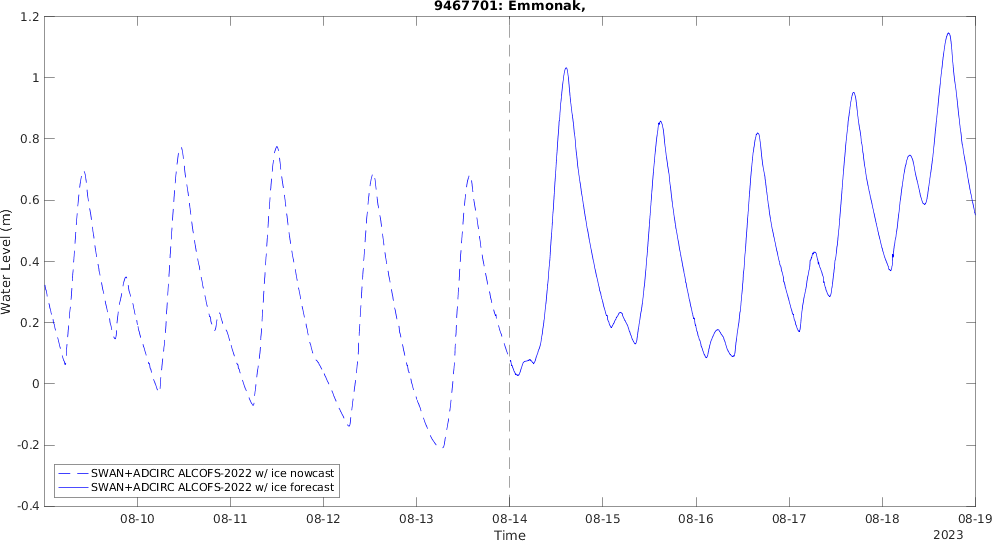 9467701: Emmonak,
1.2
1
0.8
0.6
0.4
0.2
0
-0.2
-0.4
Water Level (m)
SWAN+ADCIRC ALCOFS-2022 w/ ice nowcast
SWAN+ADCIRC ALCOFS-2022 w/ ice forecast
08-10 08-11 08-12 08-13 08-14 08-15 08-16 08-17 08-18 08-19
Time
2023